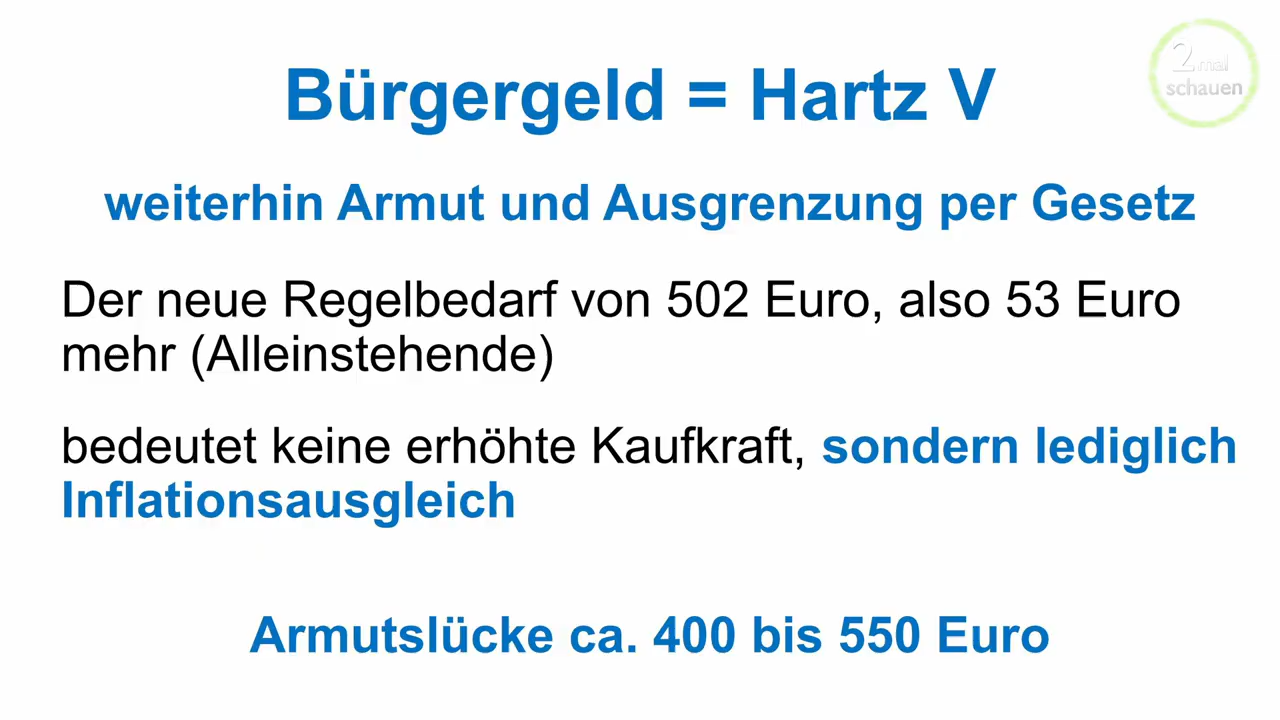 2mal
schauen
Bürgergeld = Hartz V
weiterhin Armut und Ausgrenzung per Gesetz
Der neue Regelbedarf von 502 Euro, also 53 Euro
mehr (Alleinstehende)
bedeutet keine erhöhte Kaufkraft, sondern lediglich
Inflationsausgleich
Armutslücke ca. 400 bis 550 Euro